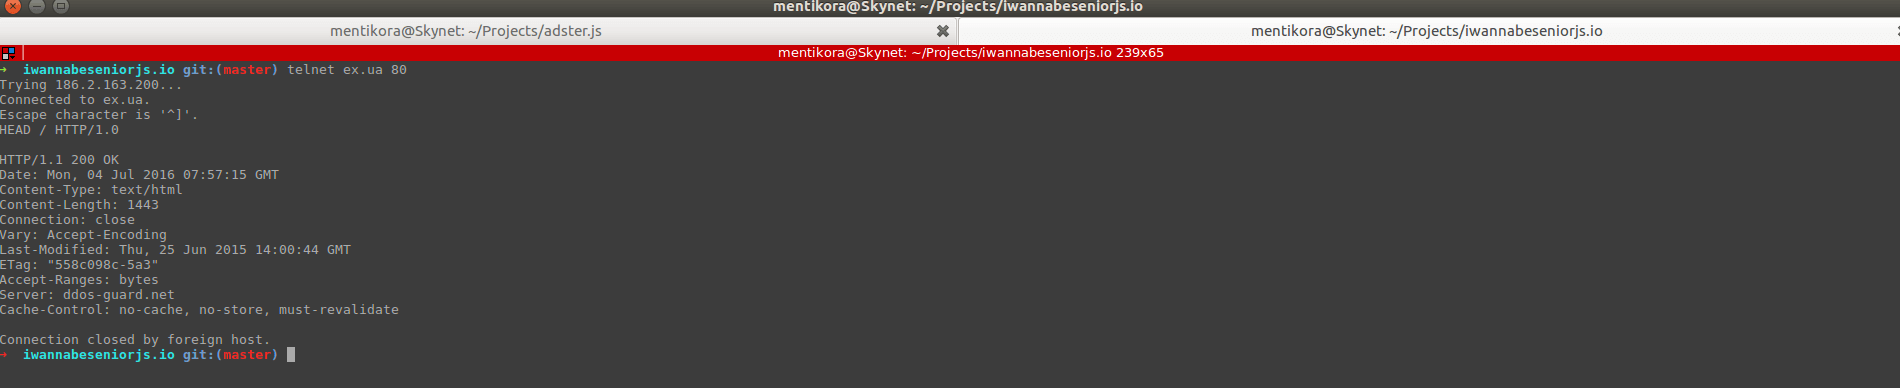 mentikora@Skynet: ~/Projects/iwannabeseniorjs.io
mentikora@Skynet: ~/Projects/adster.js
mentikora@Skynet: ~/Projects/iwannabeseniorjs.io
mentikora@Skynet: ~/Projects/iwannabeseniorjs.io 239x65
→ iwannabeseniorjs.io git:(master) telnet ex.ua 80
Trying 186.2.163.200...
Connected to ex.ua.
Escape character is '^]'.
HEAD / HTTP/1.0
HTTP/1.1 200 OK
Date: Mon, 04 Jul 2016 07:57:15 GMT
Content-Type: text/html
Content-Length: 1443
Connection: close
Vary: Accept-Encoding
Last-Modified: Thu, 25 Jun 2015 14:00:44 GMT
ETag: "558c098c-5a3"
Accept-Ranges: bytes
Server: ddos-guard.net
Cache-Control: no-cache, no-store, must-revalidate
Connection closed by foreign host.
→ iwannabeseniorjs.io git:(master)